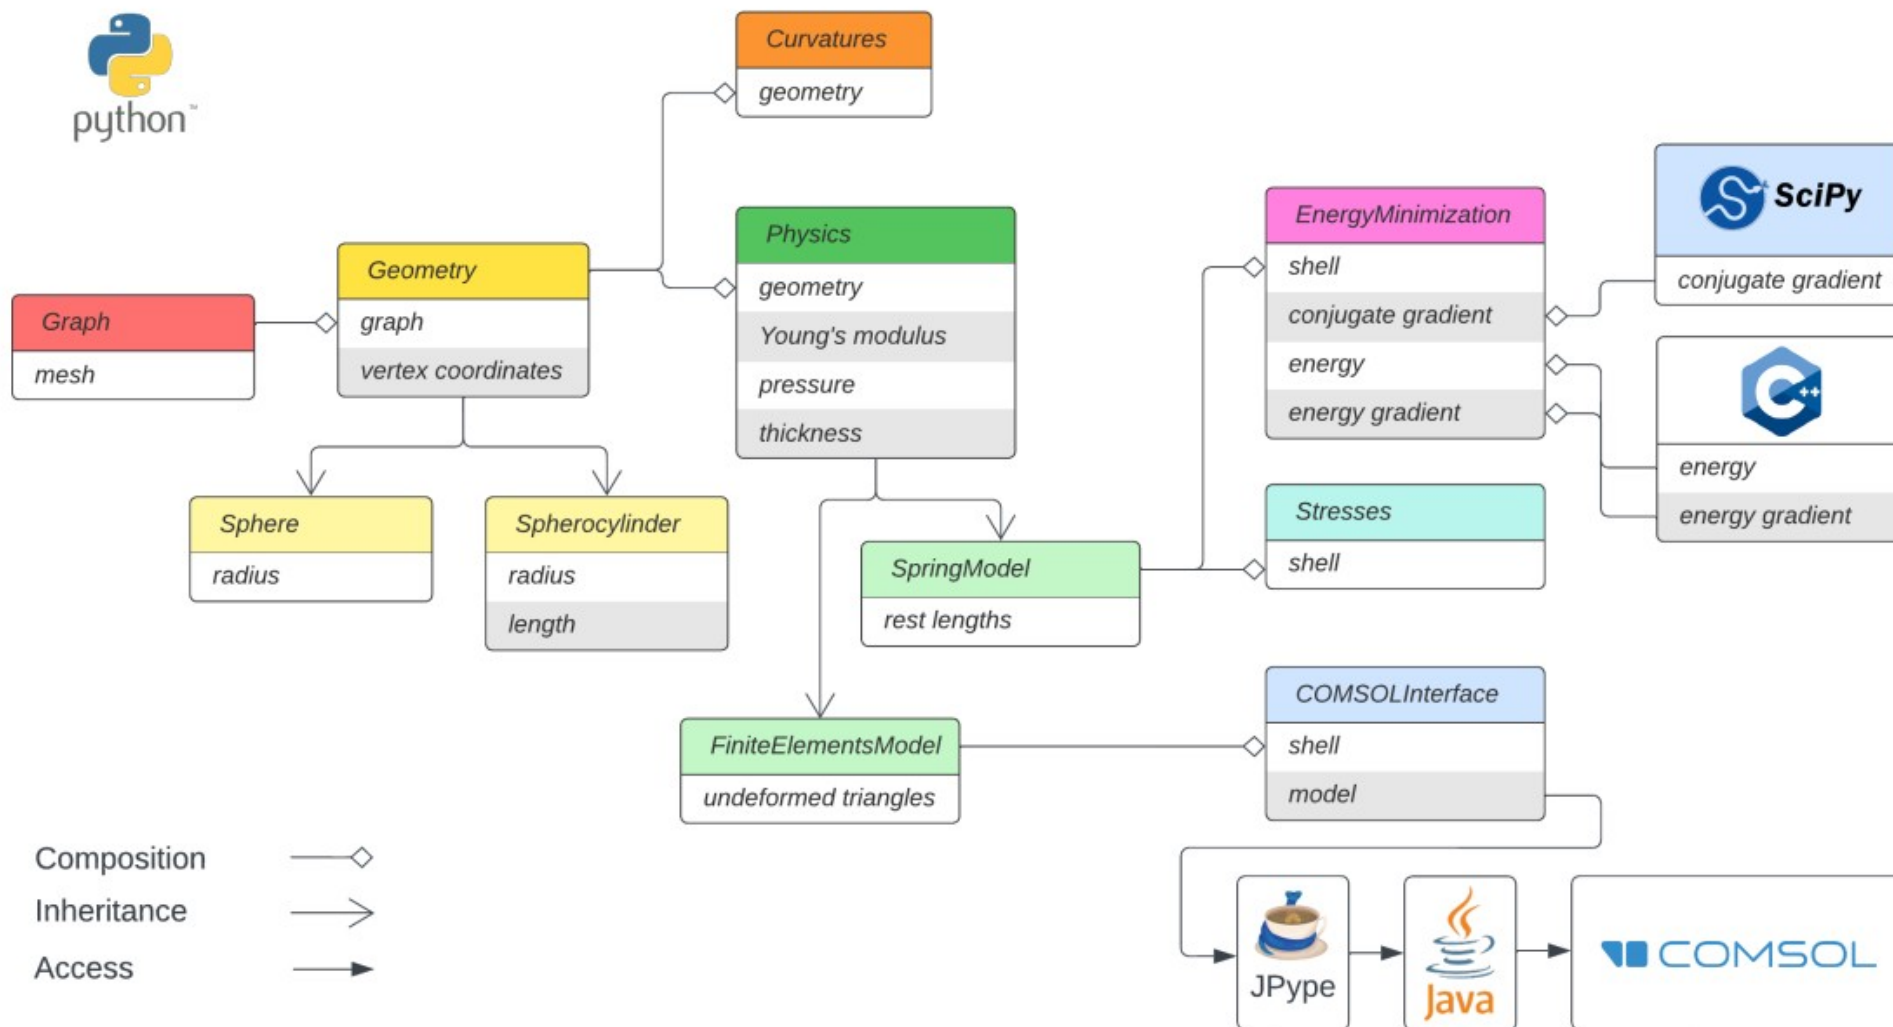 python™
Curvatures
geometry
Graph
mesh
Geometry
graph
vertex coordinates
Sphere
radius
Spherocylinder
radius
length
Physics
geometry
Young's modulus
pressure
thickness
SpringModel
rest lengths
FiniteElementsModel
undeformed triangles
EnergyMinimization
shell
conjugate gradient
energy
energy gradient
SciPy
conjugate gradient
C++
energy
energy gradient
Stresses
shell
COMSOLInterface
shell
model
JPype
Java
COMSOL
Composition
Inheritance
Access